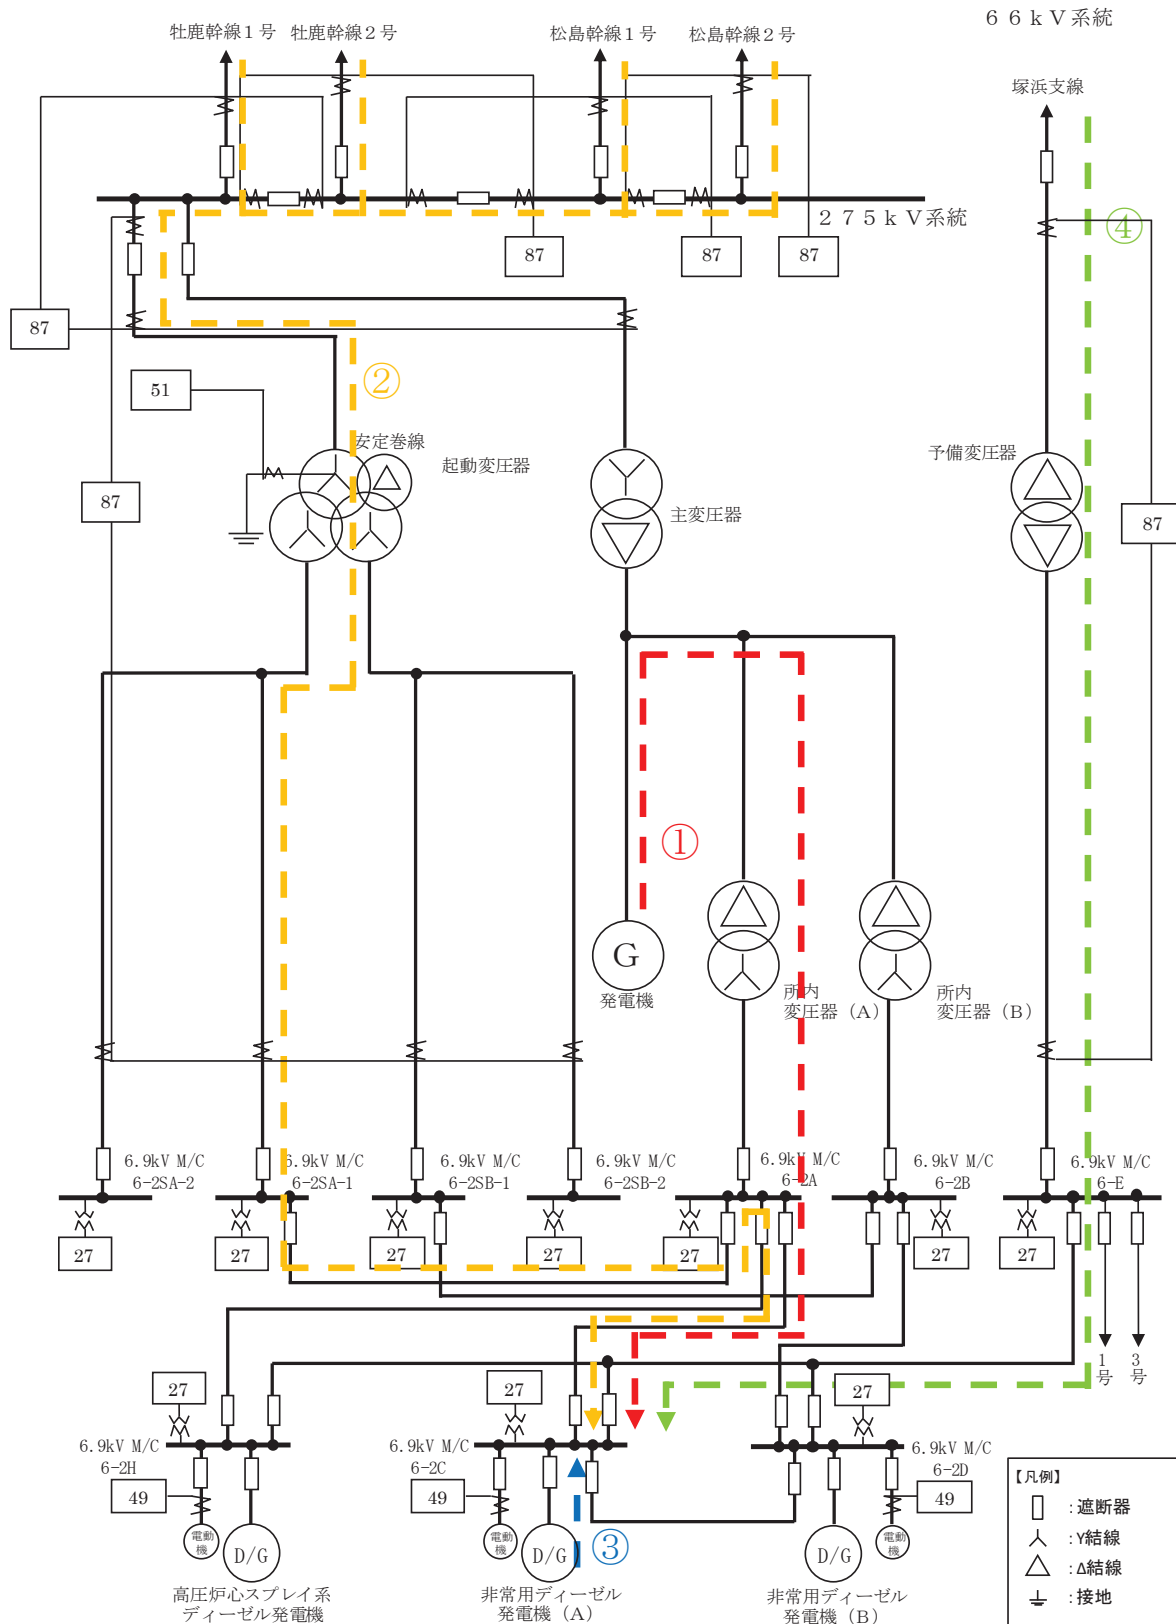 ６６ｋＶ系統
牡鹿幹線１号
牡鹿幹線２号
松島幹線１号
松島幹線２号
塚浜支線
２７５ｋＶ系統
④
87
87
87
87
②
51
安定巻線
起動変圧器
予備変圧器
87
主変圧器
87
①
G
発電機
所内
変圧器（A）
所内
変圧器（B）
6.9kV M/C
6-2SA-2
6.9kV M/C
6-2SA-1
6.9kV M/C
6-2SB-1
6.9kV M/C
6-2SB-2
6.9kV M/C
6-2A
6.9kV M/C
6-2B
6.9kV M/C
6-E
27
27
27
27
27
27
27
1号
3号
27
27
27
6.9kV M/C
6-2H
6.9kV M/C
6-2C
6.9kV M/C
6-2D
49
49
49
電動機
電動機
電動機
D/G
D/G
D/G
③
高圧炉心スプレイ系
ディーゼル発電機
非常用ディーゼル
発電機（A）
非常用ディーゼル
発電機（B）
【凡例】
：遮断器
：Y結線
：Δ結線
：接地